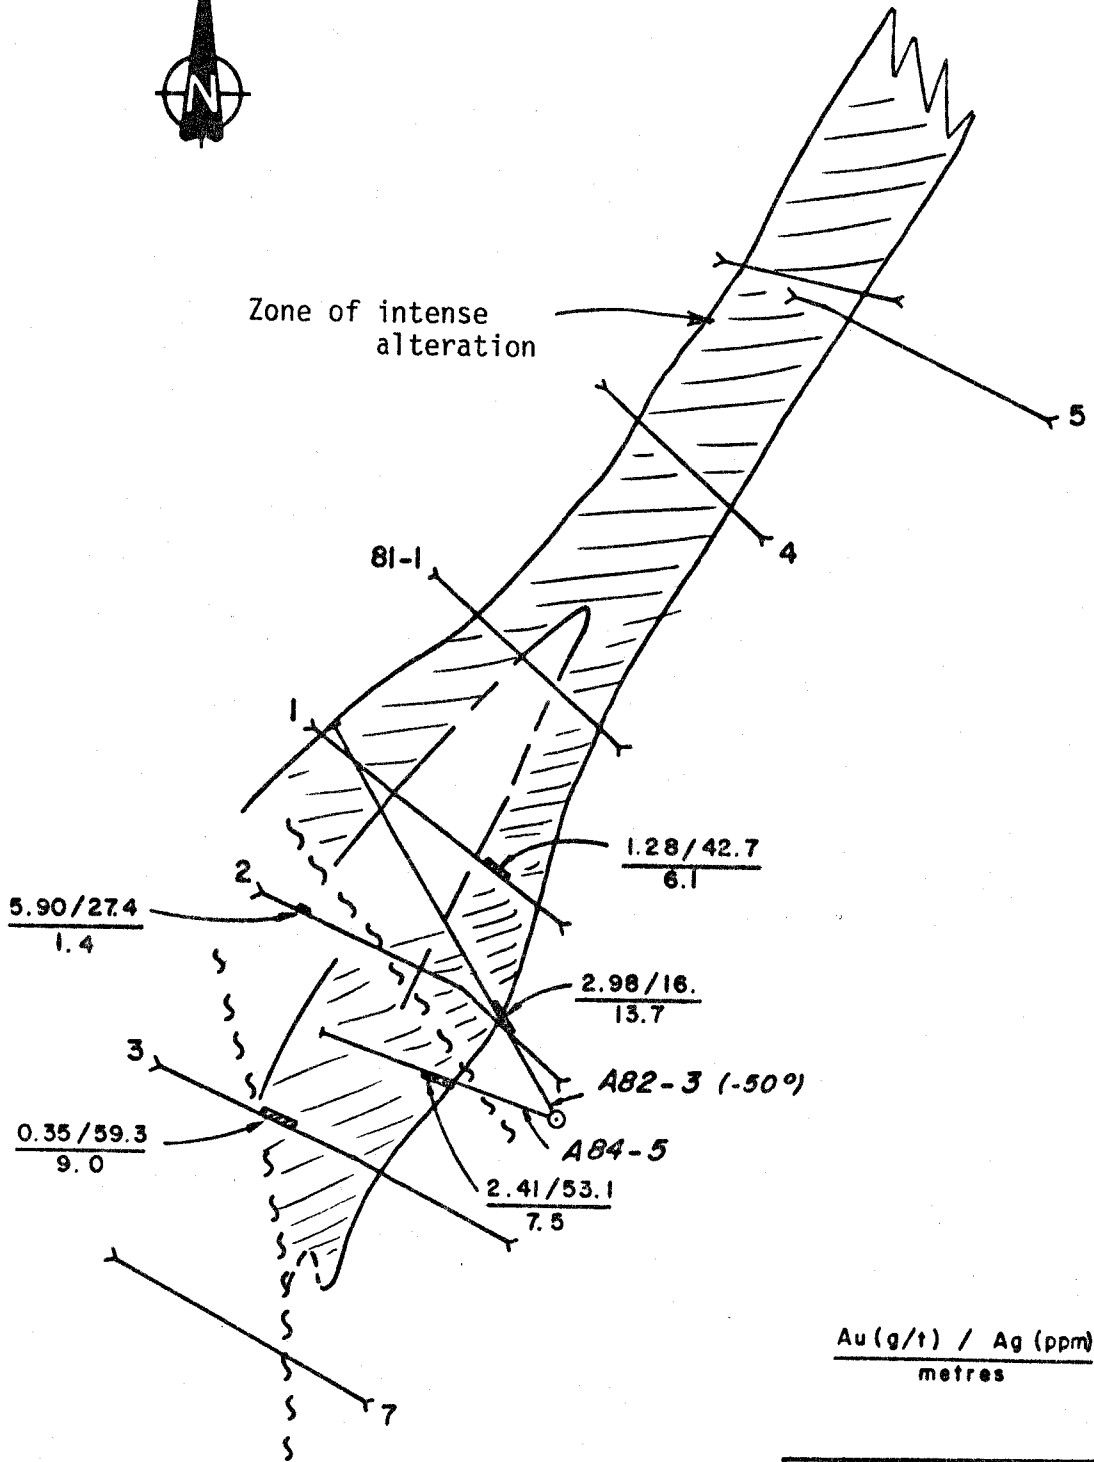 N
Zone of intense
alteration
5
4
81-1
1
1.28/42.7
6.1
2
5.90/27.4
1.4
2.98/16.
13.7
3
A82-3 (-50°)
0.35/59.3
9.0
A84-5
2.41/53.1
7.5
Au (g/t) / Ag (ppm)
metres
7